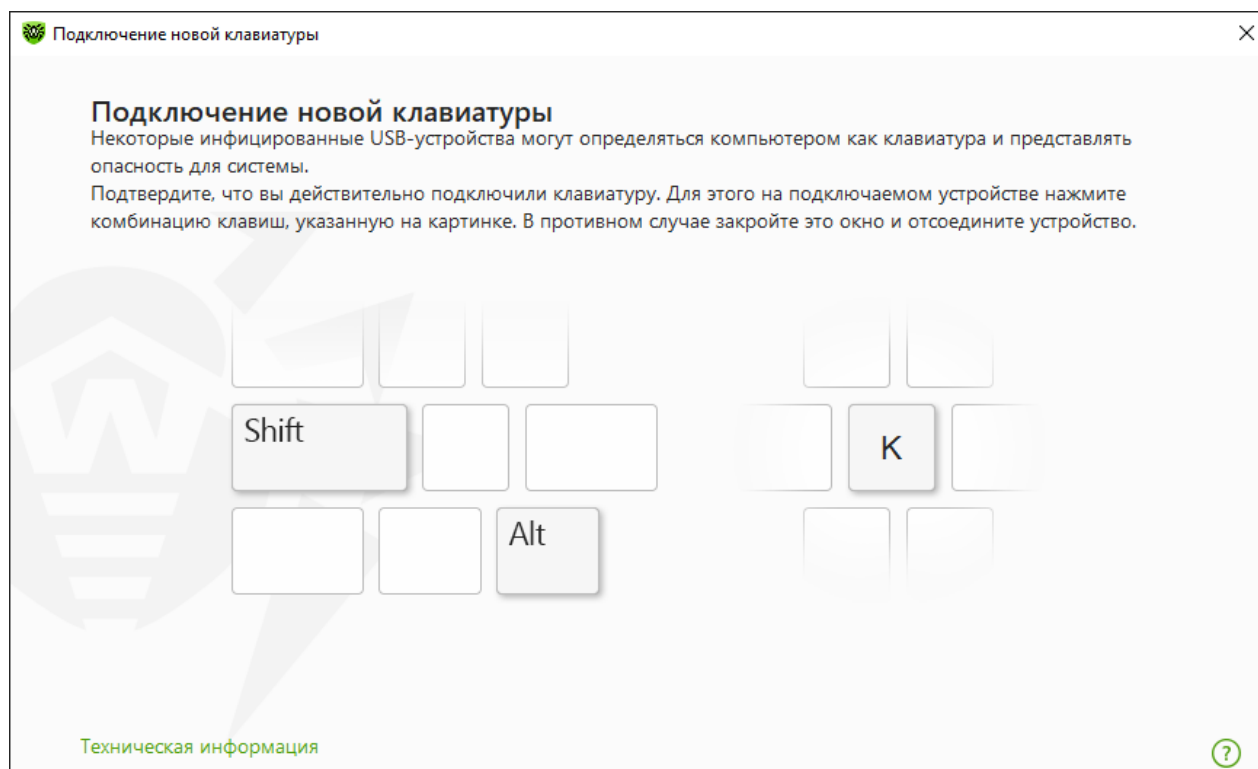 Подключение новой клавиатуры
Подключение новой клавиатуры
Некоторые инфицированные USB-устройства могут определяться компьютером как клавиатура и представлять
опасность для системы.
Подтвердите, что вы действительно подключили клавиатуру. Для этого на подключаемом устройстве нажмите
комбинацию клавиш, указанную на картинке. В противном случае закройте это окно и отсоедините устройство.
Shift
K
Alt
Техническая информация
?